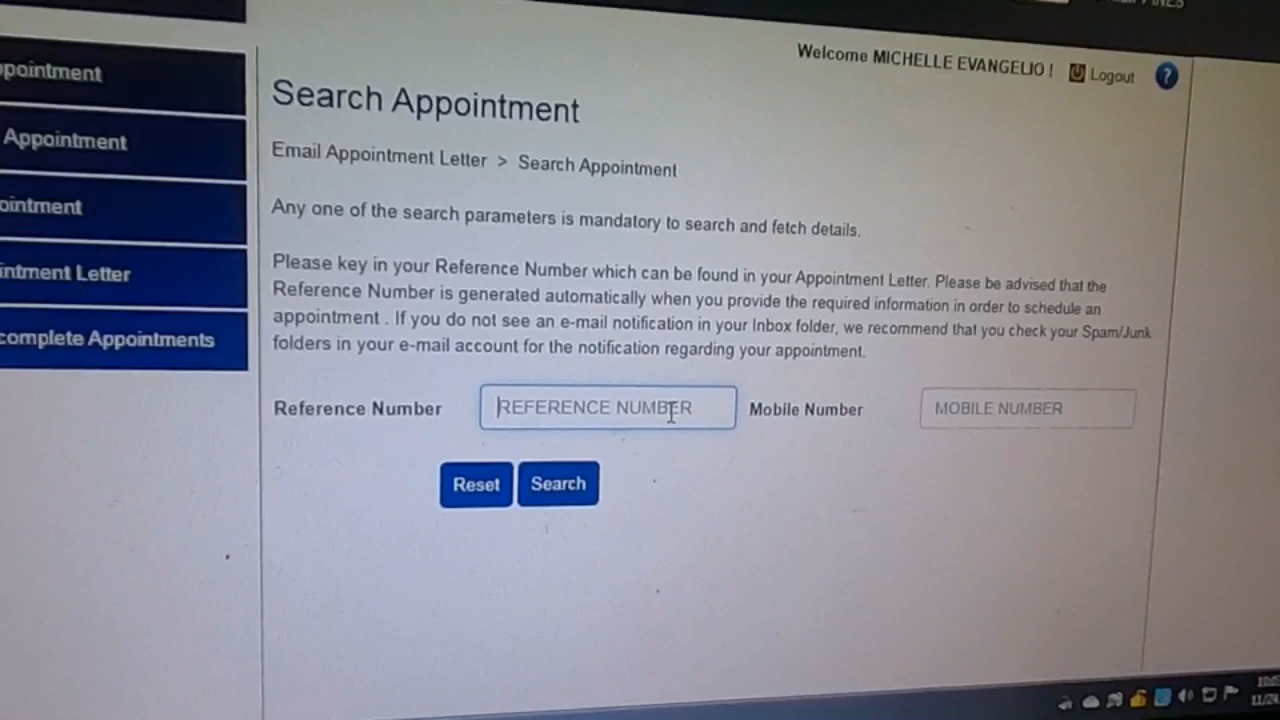 Welcome MICHELLE EVANGELIO ! Logout ?
Appointment
Search Appointment
Appointment
Email Appointment Letter > Search Appointment
Any one of the search parameters is mandatory to search and fetch details.
Please key in your Reference Number which can be found in your Appointment Letter. Please be advised that the
Reference Number is generated automatically when you provide the required information in order to schedule an
appointment . If you do not see an e-mail notification in your Inbox folder, we recommend that you check your Spam/Junk
folders in your e-mail account for the notification regarding your appointment.
ointment
intment Letter
complete Appointments
Reference Number REFERENCE NUMBER Mobile Number MOBILE NUMBER
Reset Search